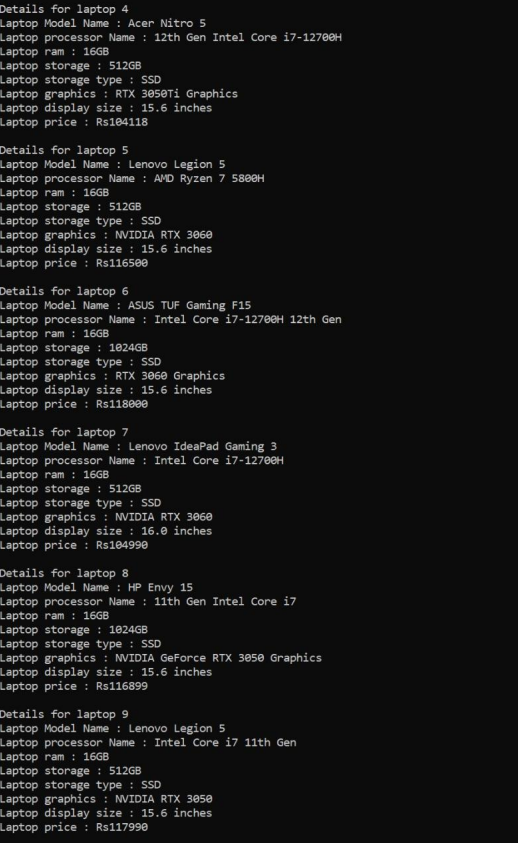 Details for laptop 4
Laptop Model Name : Acer Nitro 5
Laptop processor Name : 12th Gen Intel Core i7-12700H
Laptop ram : 16GB
Laptop storage : 512GB
Laptop storage type : SSD
Laptop graphics : RTX 3050Ti Graphics
Laptop display size : 15.6 inches
Laptop price : Rs104118
Details for laptop 5
Laptop Model Name : Lenovo Legion 5
Laptop processor Name : AMD Ryzen 7 5800H
Laptop ram : 16GB
Laptop storage : 512GB
Laptop storage type : SSD
Laptop graphics : NVIDIA RTX 3060
Laptop display size : 15.6 inches
Laptop price : Rs116500
Details for laptop 6
Laptop Model Name : ASUS TUF Gaming F15
Laptop processor Name : Intel Core i7-12700H 12th Gen
Laptop ram : 16GB
Laptop storage : 1024GB
Laptop storage type : SSD
Laptop graphics : RTX 3060 Graphics
Laptop display size : 15.6 inches
Laptop price : Rs118000
Details for laptop 7
Laptop Model Name : Lenovo IdeaPad Gaming 3
Laptop processor Name : Intel Core i7-12700H
Laptop ram : 16GB
Laptop storage : 512GB
Laptop storage type : SSD
Laptop graphics : NVIDIA RTX 3060
Laptop display size : 16.0 inches
Laptop price : Rs104990
Details for laptop 8
Laptop Model Name : HP Envy 15
Laptop processor Name : 11th Gen Intel Core i7
Laptop ram : 16GB
Laptop storage : 1024GB
Laptop storage type : SSD
Laptop graphics : NVIDIA GeForce RTX 3050 Graphics
Laptop display size : 15.6 inches
Laptop price : Rs116899
Details for laptop 9
Laptop Model Name : Lenovo Legion 5
Laptop processor Name : Intel Core i7 11th Gen
Laptop ram : 16GB
Laptop storage : 512GB
Laptop storage type : SSD
Laptop graphics : NVIDIA RTX 3050
Laptop display size : 15.6 inches
Laptop price : Rs117990